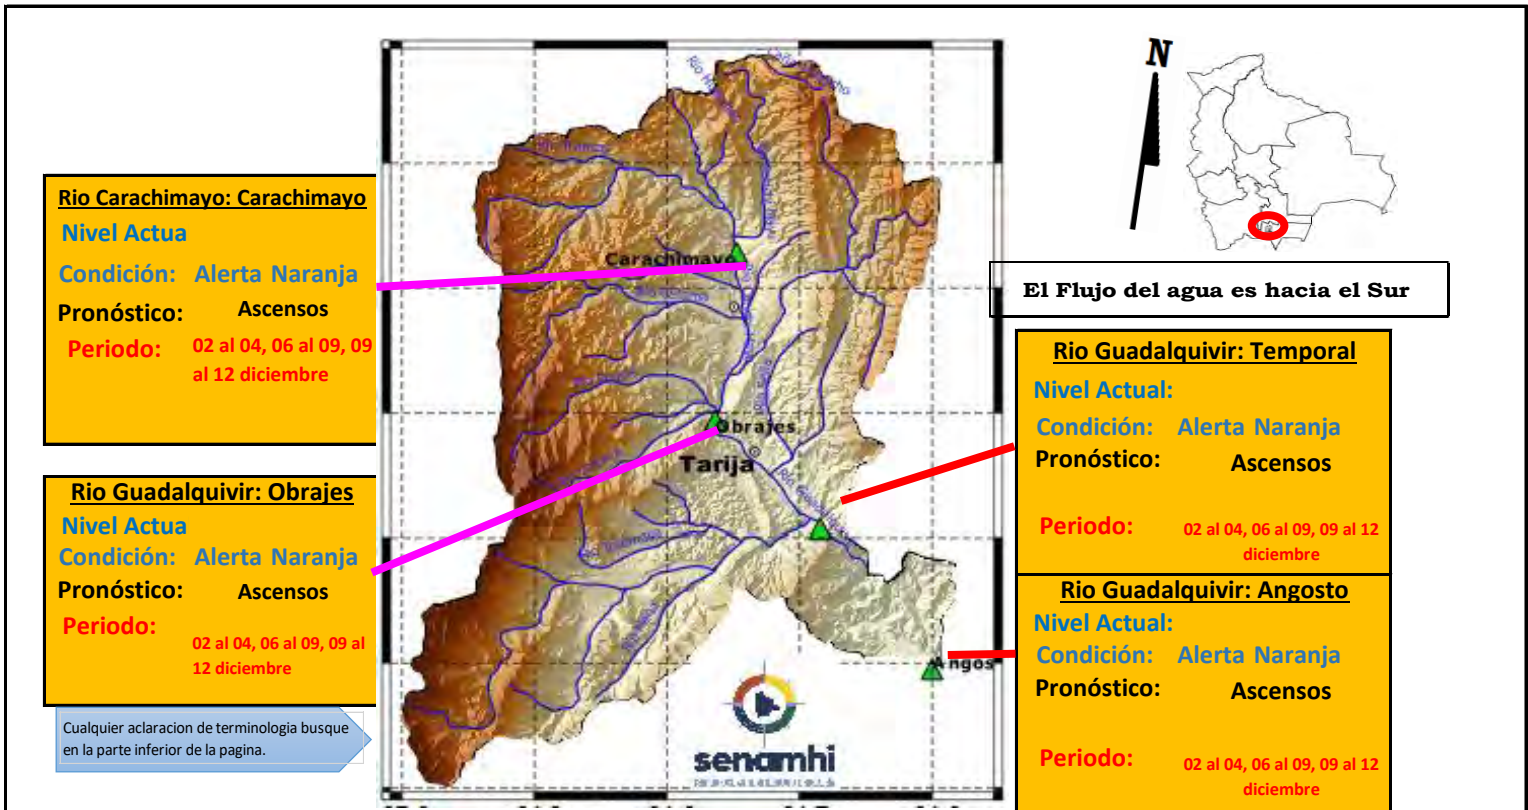 N
El Flujo del agua es hacia el Sur
Rio Carachimayo: Carachimayo
Nivel Actua
Condición: Alerta Naranja
Pronóstico: Ascensos
Periodo: 02 al 04, 06 al 09, 09
al 12 diciembre
Rio Guadalquivir: Obrajes
Nivel Actua
Condición: Alerta Naranja
Pronóstico: Ascensos
Periodo:
02 al 04, 06 al 09, 09 al
12 diciembre
Cualquier aclaracion de terminologia busque
en la parte inferior de la pagina.
Carachimayo
Obrajes
Tarija
Angos
senamhi
Rio Guadalquivir: Temporal
Nivel Actual:
Condición: Alerta Naranja
Pronóstico: Ascensos
Periodo: 02 al 04, 06 al 09, 09 al 12
diciembre
Rio Guadalquivir: Angosto
Nivel Actual:
Condición: Alerta Naranja
Pronóstico: Ascensos
Periodo: 02 al 04, 06 al 09, 09 al 12
diciembre